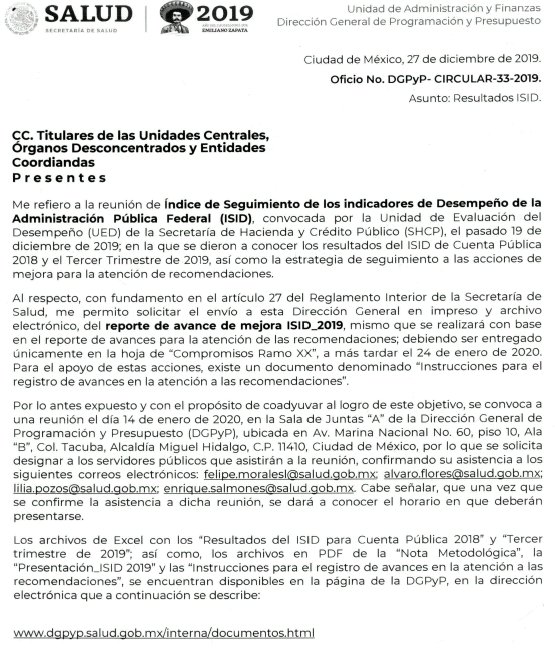 SALUD
SECRETARÍA DE SALUD
2019
AÑO DEL CAUDILLO DEL SUR
EMILIANO ZAPATA
Unidad de Administración y Finanzas
Dirección General de Programación y Presupuesto
Ciudad de México, 27 de diciembre de 2019.
Oficio No. DGPyP- CIRCULAR-33-2019.
Asunto: Resultados ISID.
CC. Titulares de las Unidades Centrales,
Órganos Desconcentrados y Entidades
Coordiandas
P r e s e n t e s
Me refiero a la reunión de Índice de Seguimiento de los indicadores de Desempeño de la
Administración Pública Federal (ISID), convocada por la Unidad de Evaluación del
Desempeño (UED) de la Secretaría de Hacienda y Crédito Público (SHCP), el pasado 19 de
diciembre de 2019; en la que se dieron a conocer los resultados del ISID de Cuenta Pública
2018 y el Tercer Trimestre de 2019, así como la estrategia de seguimiento a las acciones de
mejora para la atención de recomendaciones.
Al respecto, con fundamento en el artículo 27 del Reglamento Interior de la Secretaría de
Salud, me permito solicitar el envío a esta Dirección General en impreso y archivo
electrónico, del reporte de avance de mejora ISID_2019, mismo que se realizará con base
en el reporte de avances para la atención de las recomendaciones; debiendo ser entregado
únicamente en la hoja de “Compromisos Ramo XX”, a más tardar el 24 de enero de 2020.
Para el apoyo de estas acciones, existe un documento denominado “Instrucciones para el
registro de avances en la atención a las recomendaciones”.
Por lo antes expuesto y con el propósito de coadyuvar al logro de este objetivo, se convoca a
una reunión el día 14 de enero de 2020, en la Sala de Juntas “A” de la Dirección General de
Programación y Presupuesto (DGPyP), ubicada en Av. Marina Nacional No. 60, piso 10, Ala
“B”, Col. Tacuba, Alcaldía Miguel Hidalgo, C.P. 11410, Ciudad de México, por lo que se solicita
designar a los servidores públicos que asistirán a la reunión, confirmando su asistencia a los
siguientes correos electrónicos: felipe.moralesl@salud.gob.mx; alvaro.flores@salud.gob.mx;
lilia.pozos@salud.gob.mx; enrique.salmones@salud.gob.mx. Cabe señalar, que una vez que
se confirme la asistencia a dicha reunión, se dará a conocer el horario en que deberán
presentarse.
Los archivos de Excel con los “Resultados del ISID para Cuenta Pública 2018” y “Tercer
trimestre de 2019”; así como, los archivos en PDF de la “Nota Metodológica”, la
“Presentación_ISID 2019” y las “Instrucciones para el registro de avances en la atención a las
recomendaciones”, se encuentran disponibles en la página de la DGPyP, en la dirección
electrónica que a continuación se describe:
www.dgpyp.salud.gob.mx/interna/documentos.html